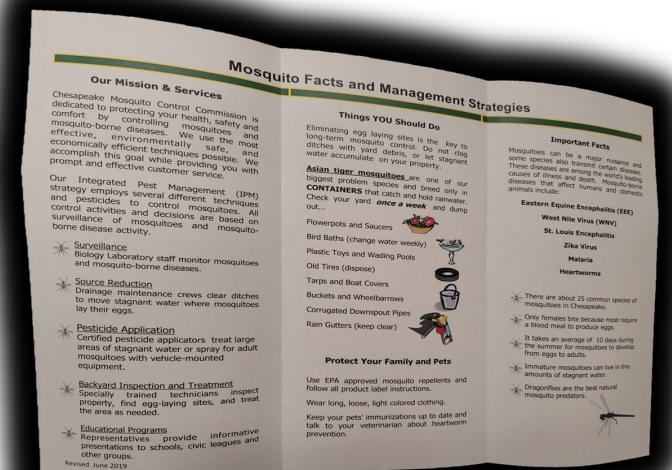 Mosquito Facts and Management Strategies
Our Mission & Services
Chesapeake Mosquito Control Commission is
dedicated to protecting your health, safety and
comfort by controlling mosquitoes and
mosquito-borne diseases. We use the most
effective, environmentally safe, and
economically efficient techniques possible. We
accomplish this goal while providing you with
prompt and effective customer service.
Our Integrated Pest Management (IPM)
strategy employs several different techniques
and pesticides to control mosquitoes. All
control activities and decisions are based on
surveillance of mosquitoes and mosquito-
borne disease activity.
Surveillance
Biology Laboratory staff monitor mosquitoes
and mosquito-borne diseases.
Source Reduction
Drainage maintenance crews clear ditches
to move stagnant water where mosquitoes
lay their eggs.
Pesticide Application
Certified pesticide applicators treat large
areas of stagnant water or spray for adult
mosquitoes with vehicle-mounted
equipment.
Backyard Inspection and Treatment
Specially trained technicians inspect
property, find egg-laying sites, and treat
the area as needed.
Educational Programs
Representatives provide informative
presentations to schools, civic leagues and
other groups.
Revised June 2019
Things YOU Should Do
Eliminating egg laying sites is the key to
long-term mosquito control. Do not clog
ditches with yard debris, or let stagnant
water accumulate on your property.
Asian tiger mosquitoes are one of our
biggest problem species and breed only in
CONTAINERS that catch and hold rainwater.
Check your yard once a week and dump
out...
Flowerpots and Saucers
Bird Baths (change water weekly)
Plastic Toys and Wading Pools
Old Tires (dispose)
Tarps and Boat Covers
Buckets and Wheelbarrows
Corrugated Downspout Pipes
Rain Gutters (keep clear)
Protect Your Family and Pets
Use EPA approved mosquito repellents and
follow all product label instructions.
Wear long, loose, light colored clothing.
Keep your pets' immunizations up to date and
talk to your veterinarian about heartworm
prevention.
Important Facts
Mosquitoes can be a major nuisance and
some species also transmit certain diseases.
These diseases are among the world's leading
causes of illness and death. Mosquito-borne
diseases that affect humans and domestic
animals include:
Eastern Equine Encephalitis (EEE)
West Nile Virus (WNV)
St. Louis Encephalitis
Zika Virus
Malaria
Heartworms
There are about 25 common species of
mosquitoes in Chesapeake.
Only females bite because most require
a blood meal to produce eggs.
It takes an average of 10 days during
the summer for mosquitoes to develop
from eggs to adults.
Immature mosquitoes can live in tiny
amounts of stagnant water.
Dragonflies are the best natural
mosquito predators.